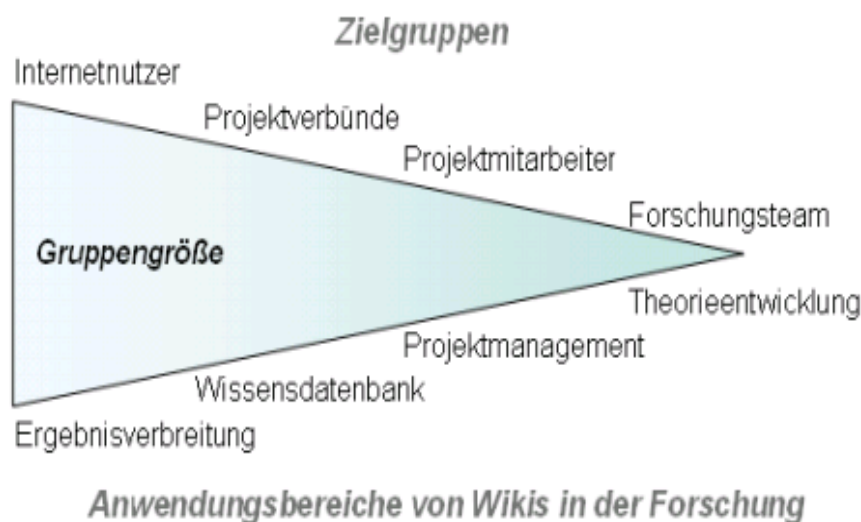 Zielgruppen
Internetnutzer
Projektverbünde
Projektmitarbeiter
Forschungsteam
Gruppengröße
Theorieentwicklung
Projektmanagement
Wissensdatenbank
Ergebnisverbreitung
Anwendungsbereiche von Wikis in der Forschung